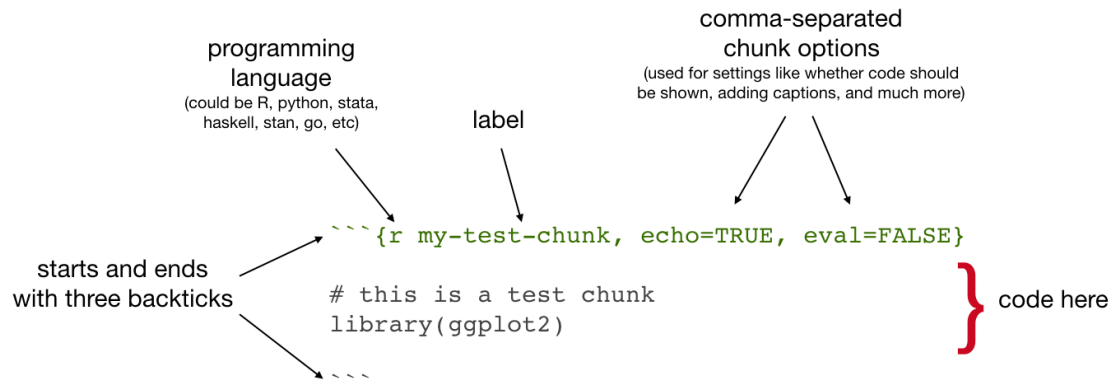 programming
language
(could be R, python, stata,
haskell, stan, go, etc)
label
comma-separated
chunk options
(used for settings like whether code should
be shown, adding captions, and much more)
```{r my-test-chunk, echo=TRUE, eval=FALSE}
starts and ends
with three backticks
# this is a test chunk
library(ggplot2)
code here
```